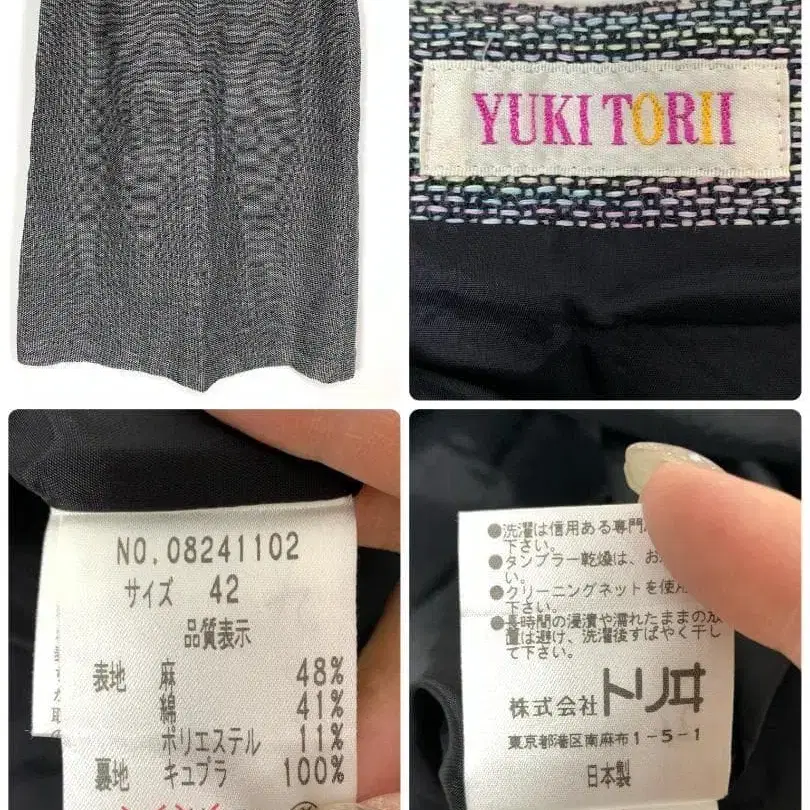 YUKI TORII
NO.08241102
サイズ 42
品質表示
表地 麻 48%
綿 41%
ポリエステル 11%
裏地 キュプラ 100%
●洗濯は信用ある専門
下さい。
●タンブラー乾燥は、お
い。
●クリーニングネットを使用
下さい。
●長時間の浸漬や濡れたままの放
置は避け、洗濯後すばやく干し
て下さい。
株式会社トリヰ
東京都港区南麻布1-5-1
日本製